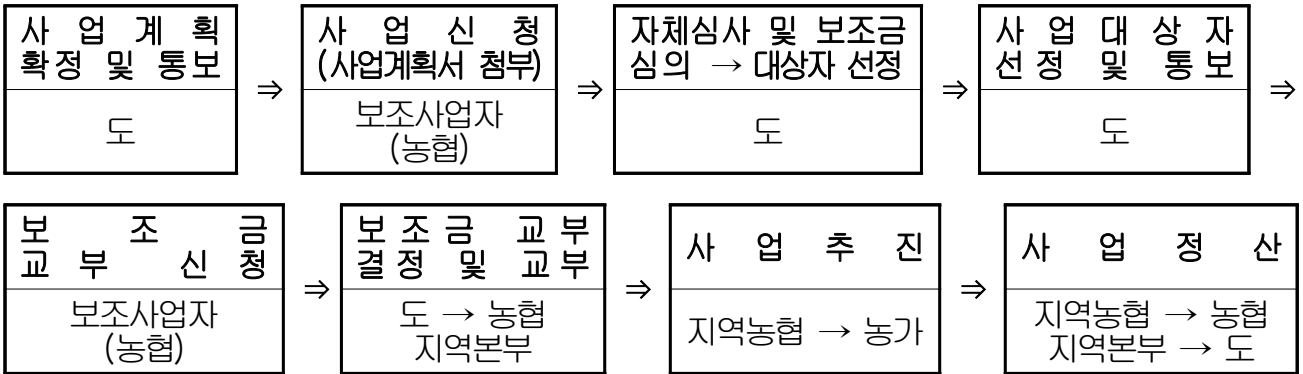 사 업 계 획
확정 및 통보
도
⇒
사 업 신 청
(사업계획서 첨부)
보조사업자
(농협)
⇒
자체심사 및 보조금
심의 → 대상자 선정
도
⇒
사 업 대 상 자
선 정 및 통 보
도
⇒
보 조 금
교 부 신 청
보조사업자
(농협)
⇒
보 조 금 교 부
결 정 및 교 부
도 → 농협
지역본부
⇒
사 업 추 진
지역농협 → 농가
⇒
사 업 정 산
지역농협 → 농협
지역본부 → 도